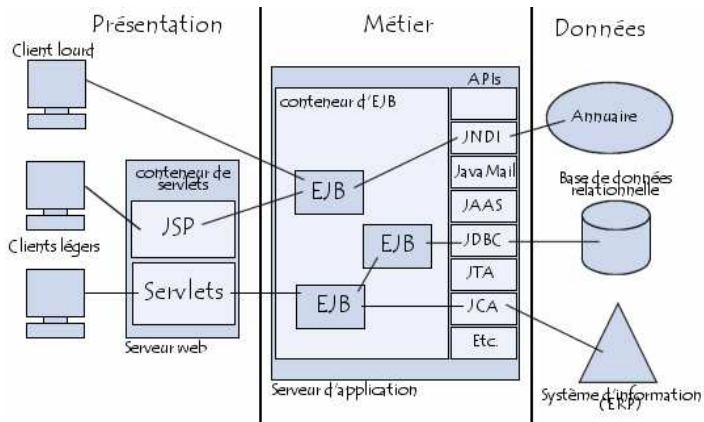 Présentation
Métier
Données
Client lourd
APIs
conteneur d'EJB
Annuaire
JNDI
conteneur de
servlets
Java Mail
Base de données
relationnelle
EJB
JAAS
JSP
Clients légers
EJB
JDBC
JTA
Servlets
EJB
JCA
Etc.
Serveur web
Serveur d'application
Système d'information
(ERP)